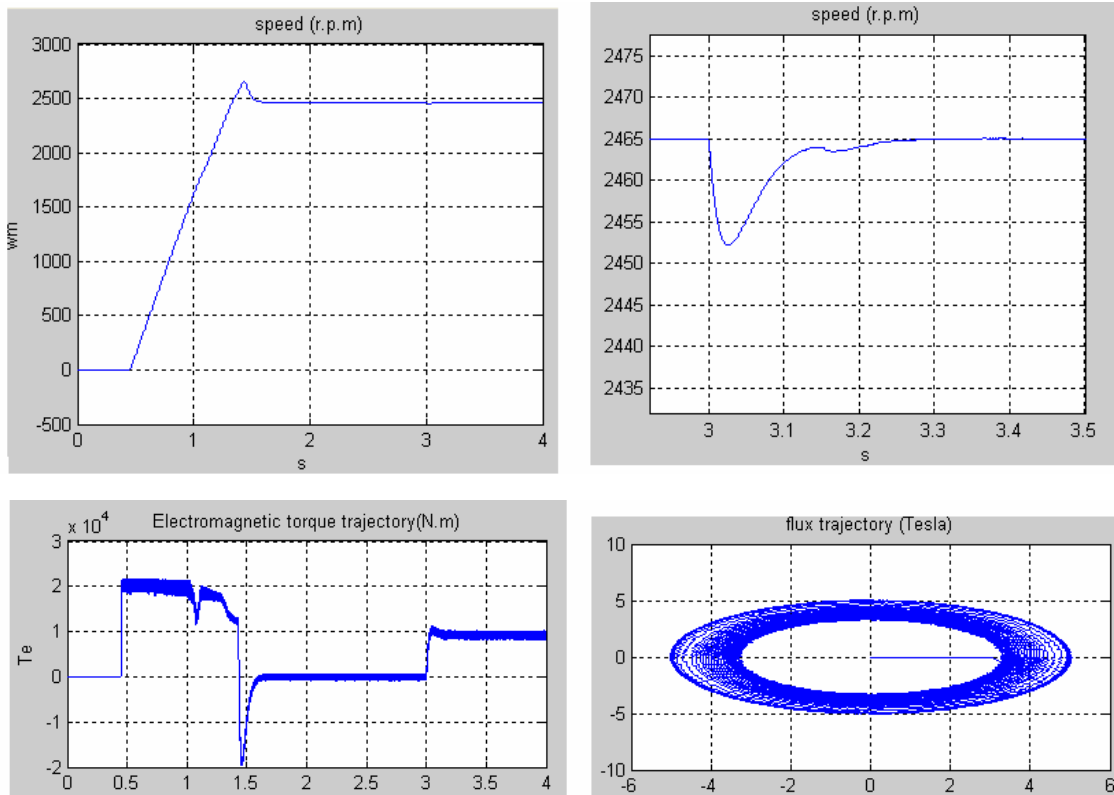 speed (r.p.m)
3000
2500
2000
1500
1000
500
0
-500
wm
0 1 2 3 4
s
speed (r.p.m)
2475
2470
2465
2460
2455
2450
2445
2440
2435
3 3.1 3.2 3.3 3.4 3.5
s
x 10^4
Electromagnetic torque trajectory(N.m)
3
2
1
0
-1
-2
Te
0 0.5 1 1.5 2 2.5 3 3.5 4
flux trajectory (Tesla)
10
5
0
-5
-10
-6 -4 -2 0 2 4 6